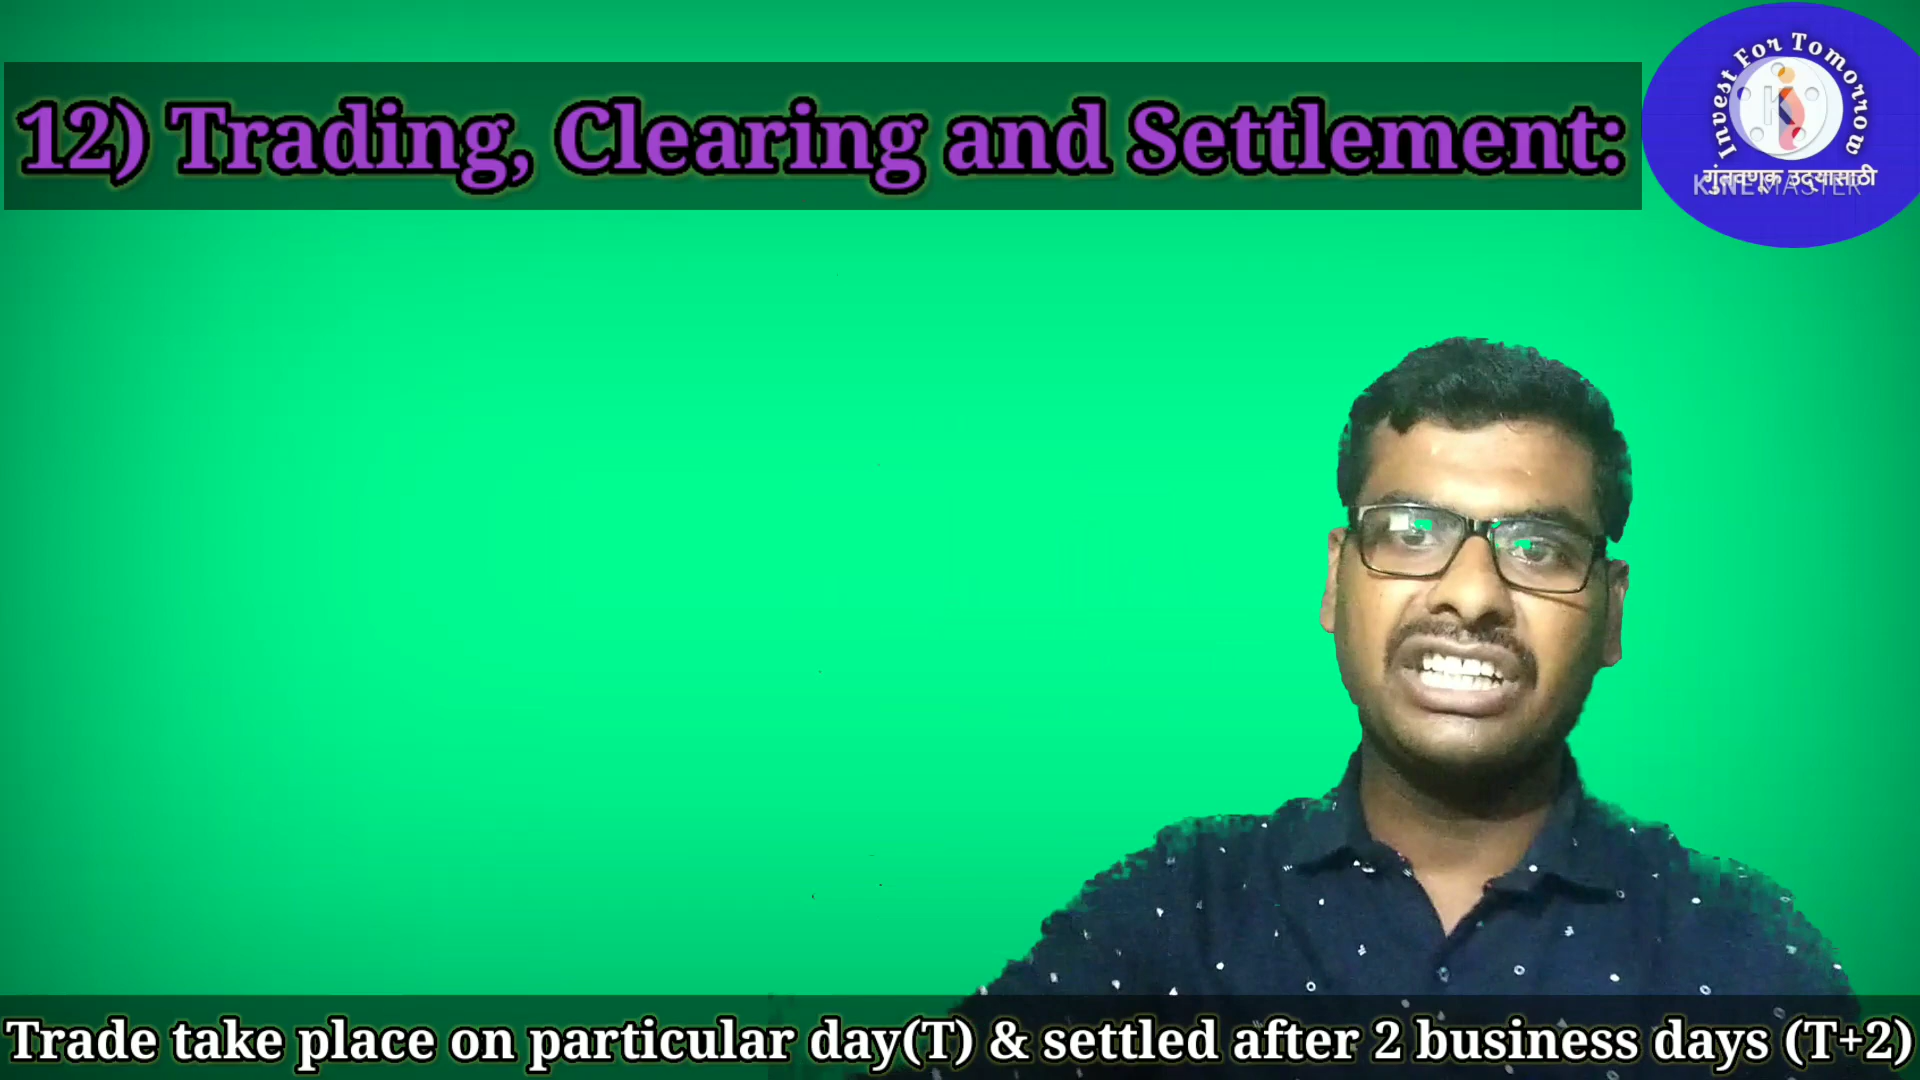 12) Trading, Clearing and Settlement:
Invest For Tomorrow
गुंतवणूक उद्यासाठी
KINEMASTER
Trade take place on particular day(T) & settled after 2 business days (T+2)